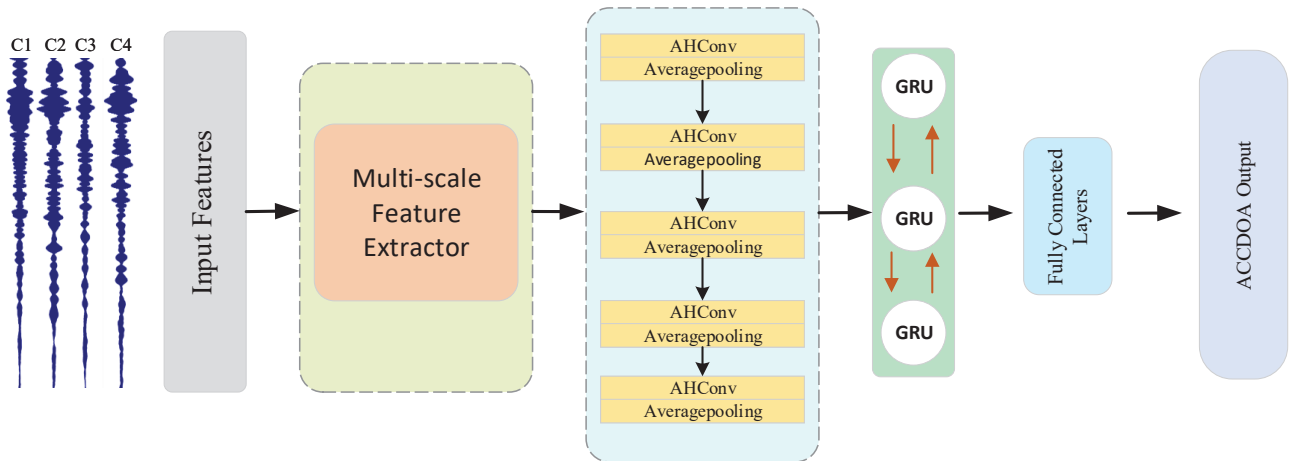 C1 C2 C3 C4
Input Features
Multi-scale
Feature
Extractor
AHConv
Averagepooling
AHConv
Averagepooling
AHConv
Averagepooling
AHConv
Averagepooling
AHConv
Averagepooling
GRU
GRU
GRU
Fully Connected
Layers
ACCDOA Output